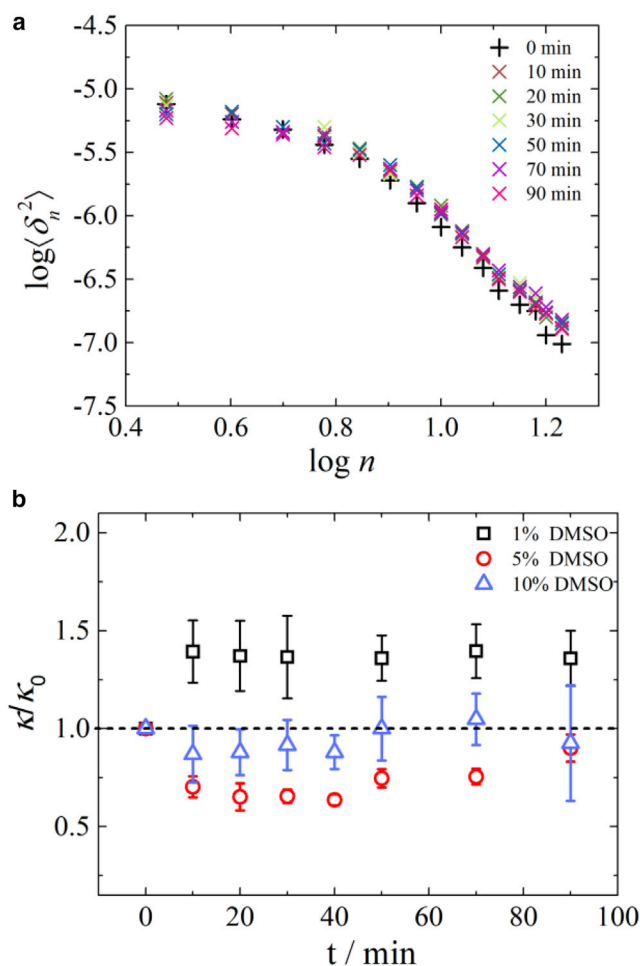 a
-4.5
-5.0
-5.5
-6.0
-6.5
-7.0
-7.5
log⟨δₙ²⟩
0 min
10 min
20 min
30 min
50 min
70 min
90 min
0.4 0.6 0.8 1.0 1.2
log n
b
2.0
1.5
1.0
0.5
κ/κ₀
1% DMSO
5% DMSO
10% DMSO
0 20 40 60 80 100
t / min